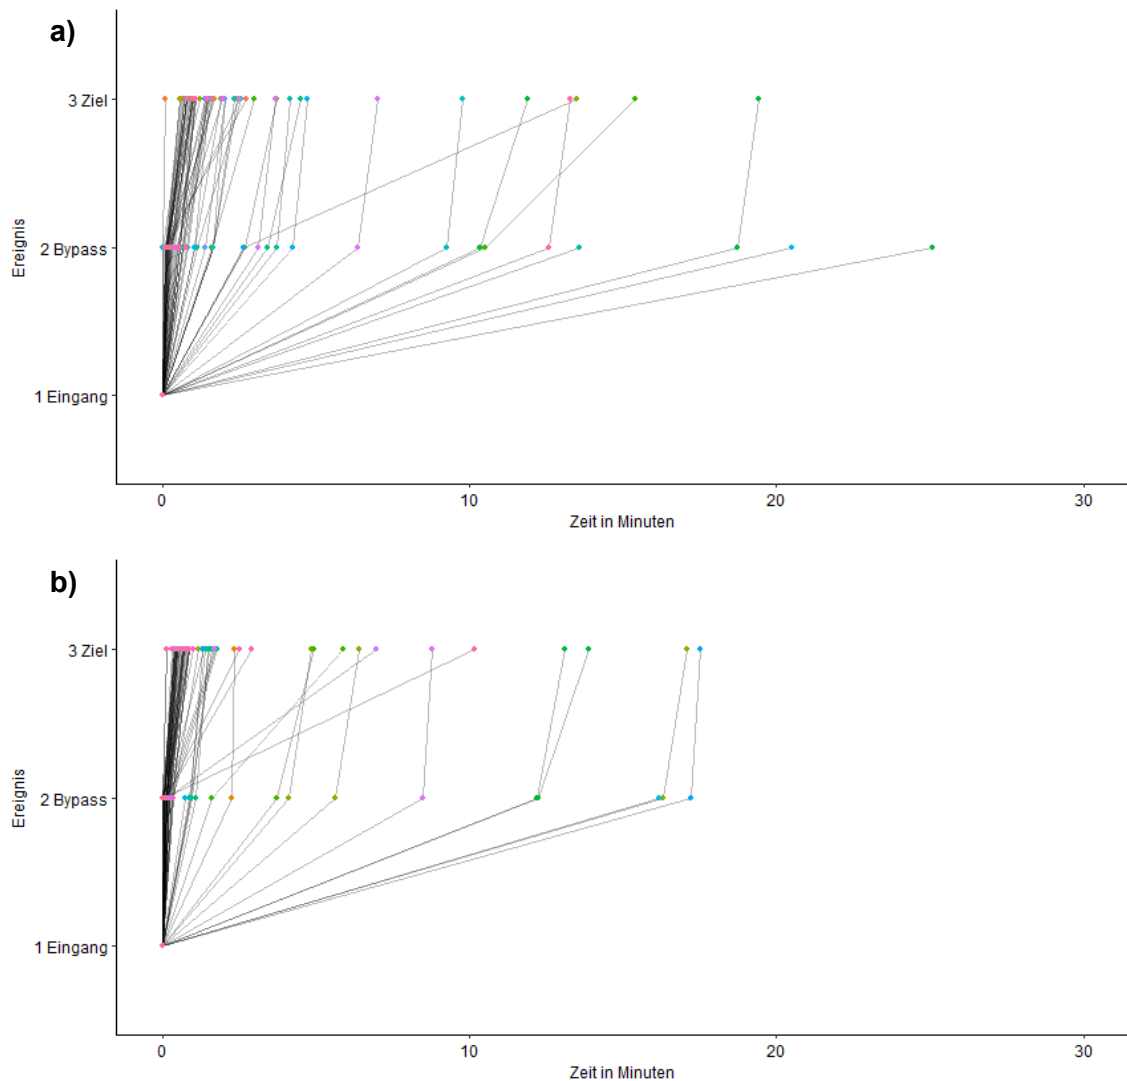 a)
3 Ziel
2 Bypass
1 Eingang
Ereignis
0 10 20 30
Zeit in Minuten
b)
3 Ziel
2 Bypass
1 Eingang
Ereignis
0 10 20 30
Zeit in Minuten